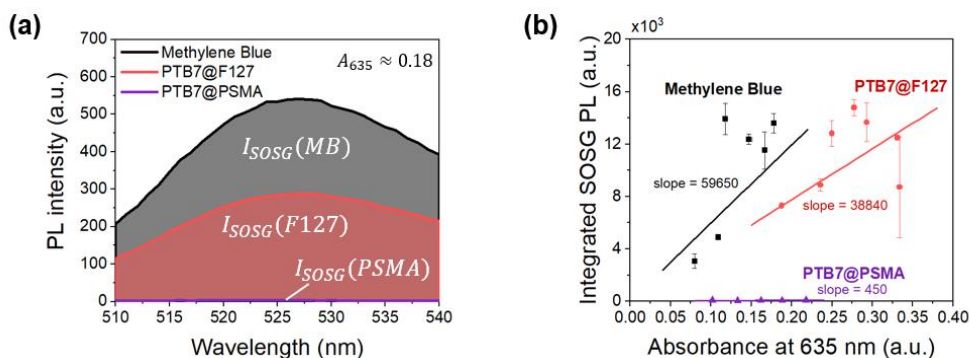 (a)
700
600
500
400
300
200
100
0
PL intensity (a.u.)
Methylene Blue
PTB7@F127
PTB7@PSMA
A635 ≈ 0.18
ISOSG(MB)
ISOSG(F127)
ISOSG(PSMA)
510 515 520 525 530 535 540
Wavelength (nm)
(b)
x10³
16
12
8
4
0
Integrated SOSG PL (a.u.)
Methylene Blue
PTB7@F127
slope = 59650
slope = 38840
PTB7@PSMA
slope = 450
0.00 0.05 0.10 0.15 0.20 0.25 0.30 0.35 0.40
Absorbance at 635 nm (a.u.)